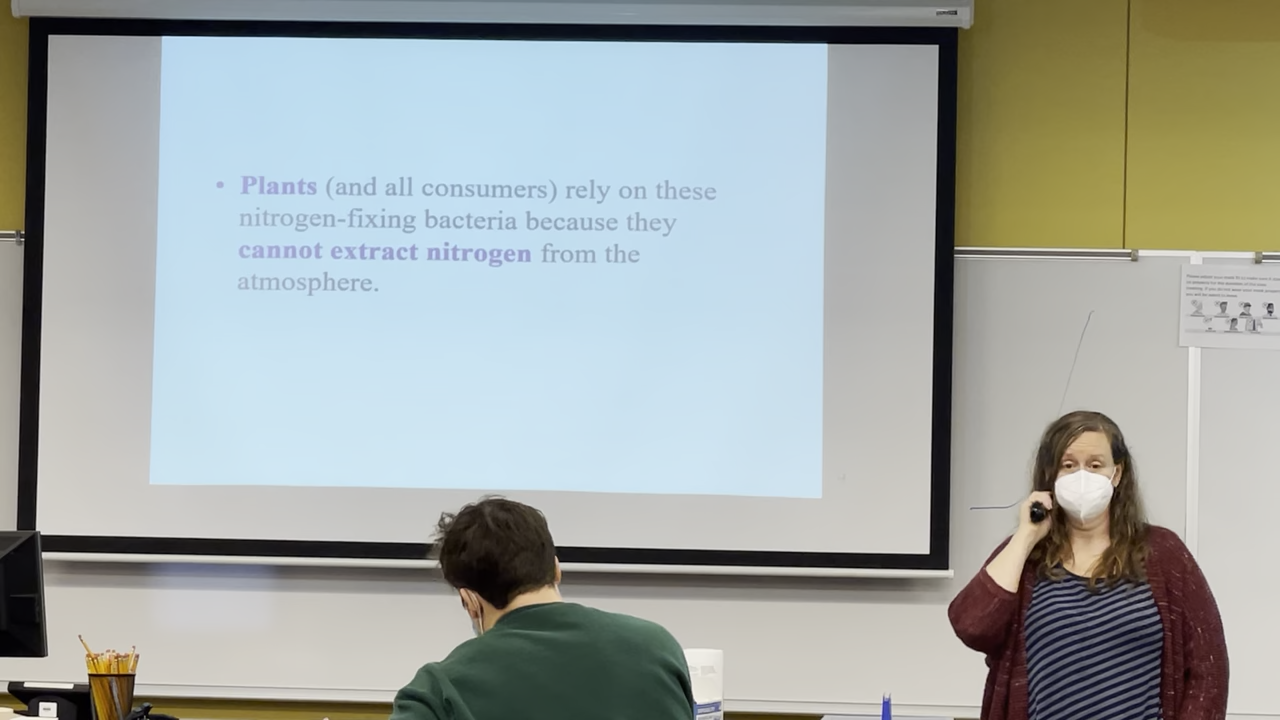 • Plants (and all consumers) rely on these
nitrogen-fixing bacteria because they
cannot extract nitrogen from the
atmosphere.